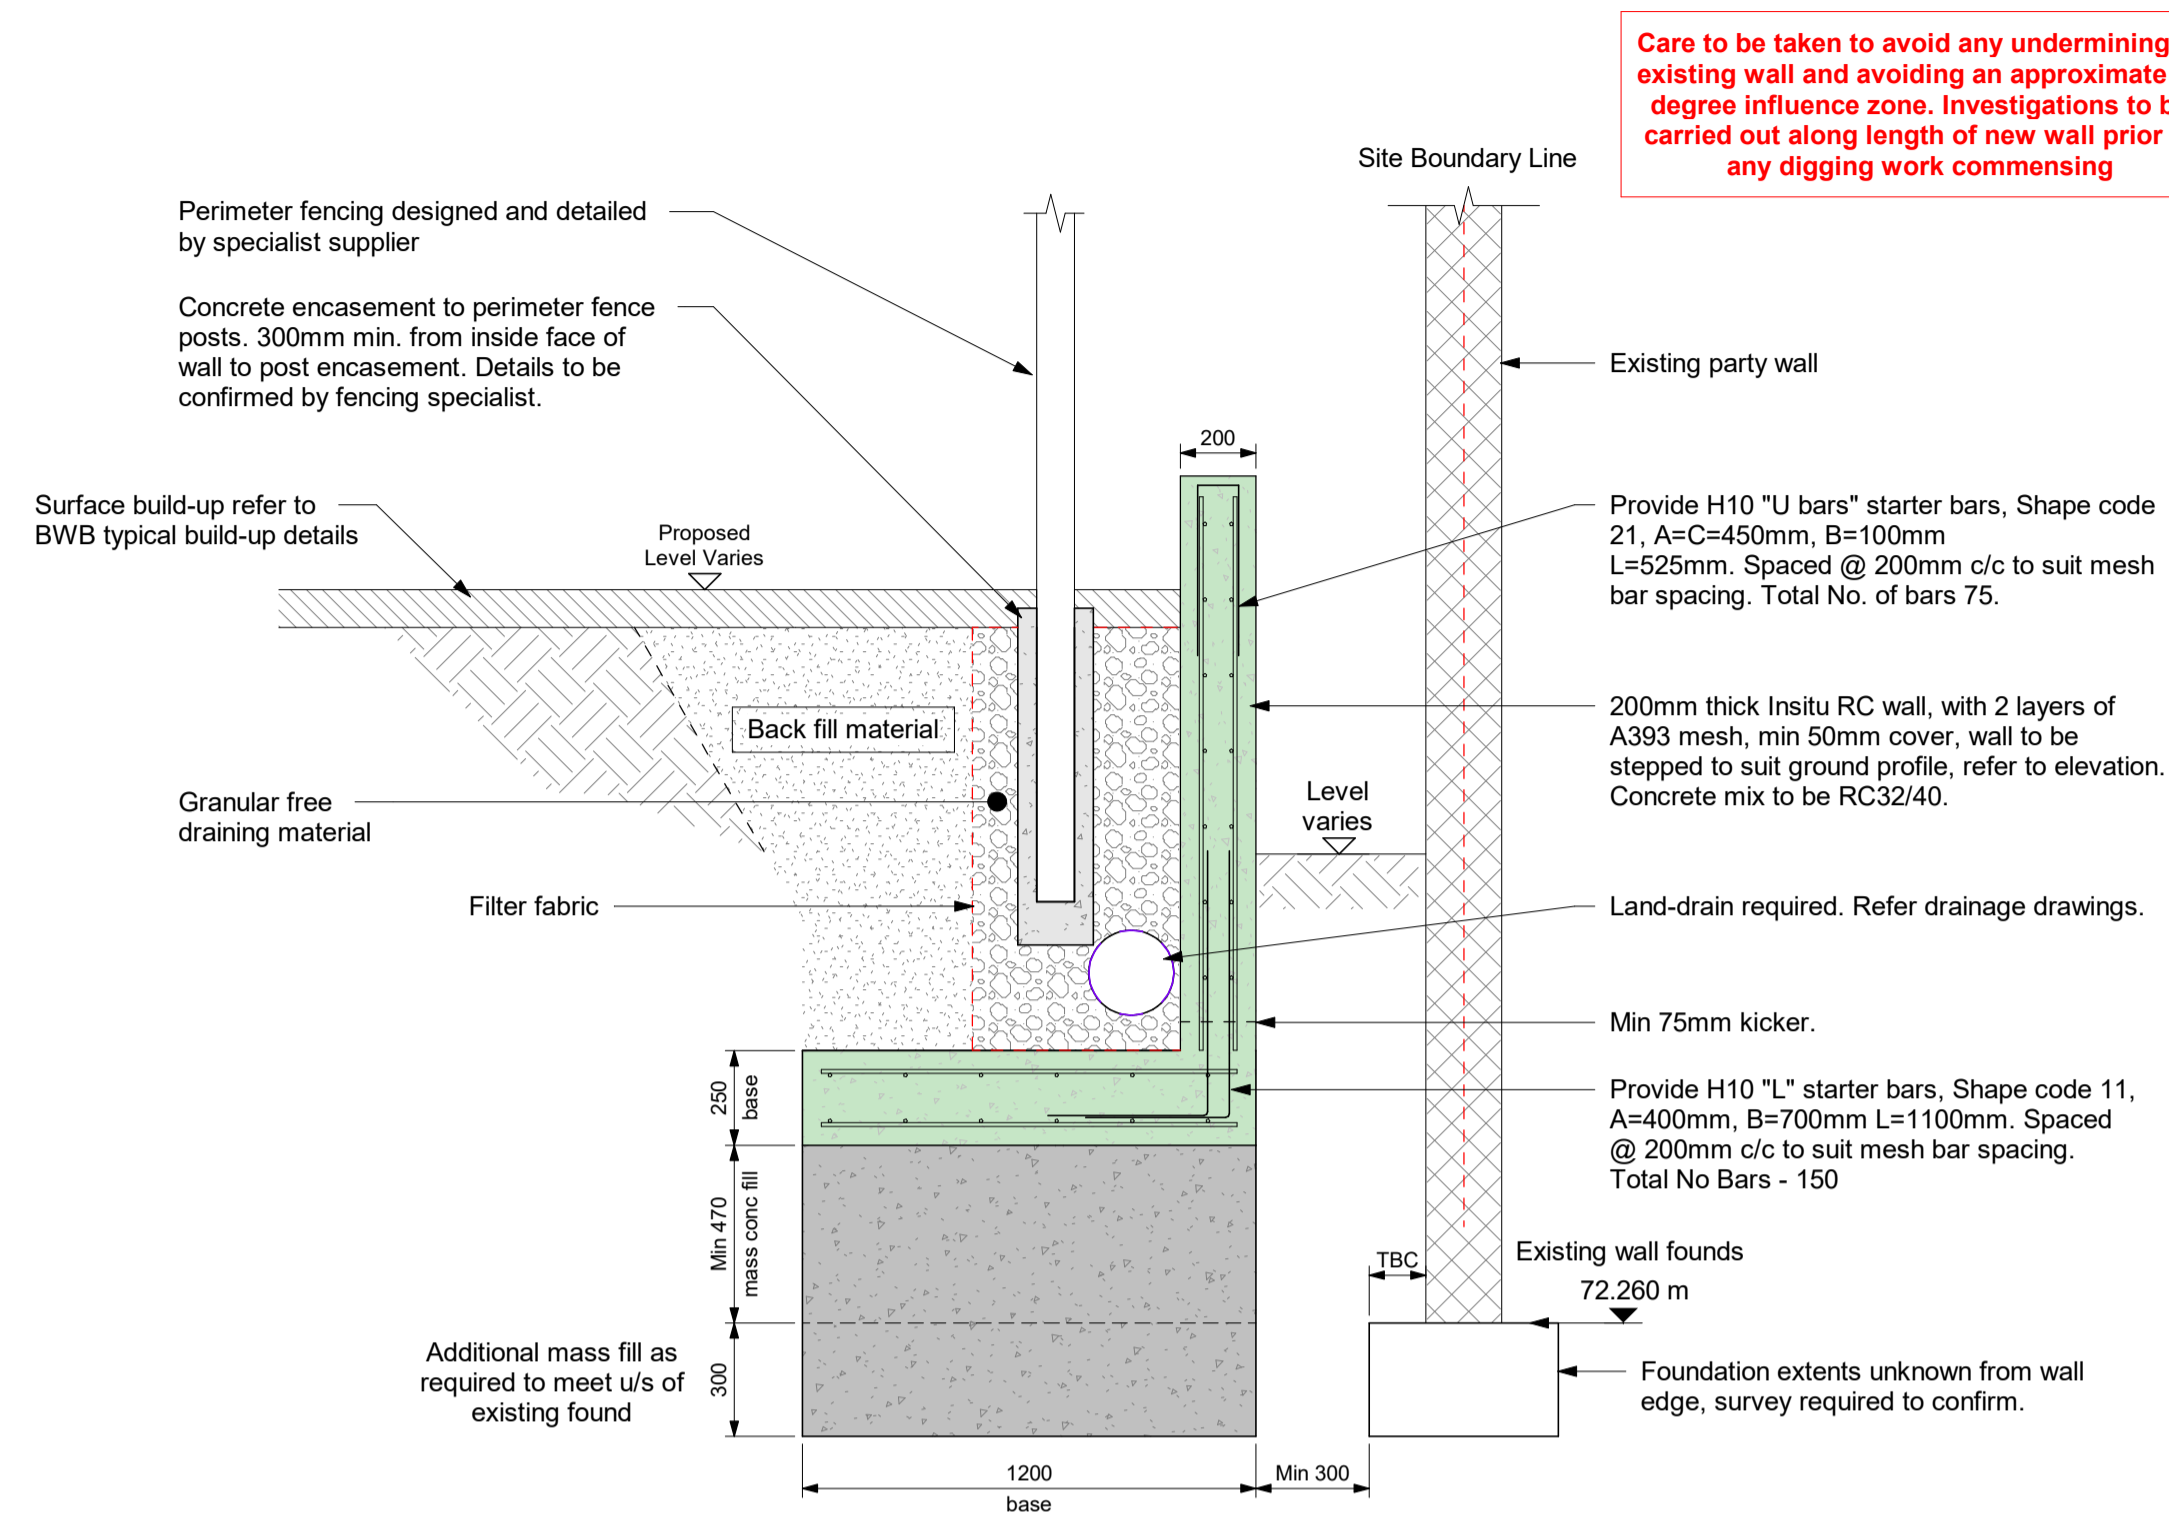 Care to be taken to avoid any undermining
existing wall and avoiding an approximate
degree influence zone. Investigations to
carried out along length of new wall prior
any digging work commensing
Site Boundary Line
Perimeter fencing designed and detailed
by specialist supplier
Concrete encasement to perimeter fence
posts. 300mm min. from inside face of
wall to post encasement. Details to be
confirmed by fencing specialist.
Existing party wall
200
Surface build-up refer to
BWB typical build-up details
Proposed
Level Varies
Provide H10 "U bars" starter bars, Shape code
21, A=C=450mm, B=100mm
L=525mm. Spaced @ 200mm c/c to suit mesh
bar spacing. Total No. of bars 75.
Back fill material
200mm thick Insitu RC wall, with 2 layers of
A393 mesh, min 50mm cover, wall to be
stepped to suit ground profile, refer to elevation.
Concrete mix to be RC32/40.
Granular free
draining material
Level
varies
Filter fabric
Land-drain required. Refer drainage drawings.
Min 75mm kicker.
250
base
Provide H10 "L" starter bars, Shape code 11,
A=400mm, B=700mm L=1100mm. Spaced
@ 200mm c/c to suit mesh bar spacing.
Total No Bars - 150
Min 470
mass conc fill
TBC
Existing wall founds
72.260 m
Additional mass fill as
required to meet u/s of
existing found
300
Foundation extents unknown from wall
edge, survey required to confirm.
1200
base
Min 300